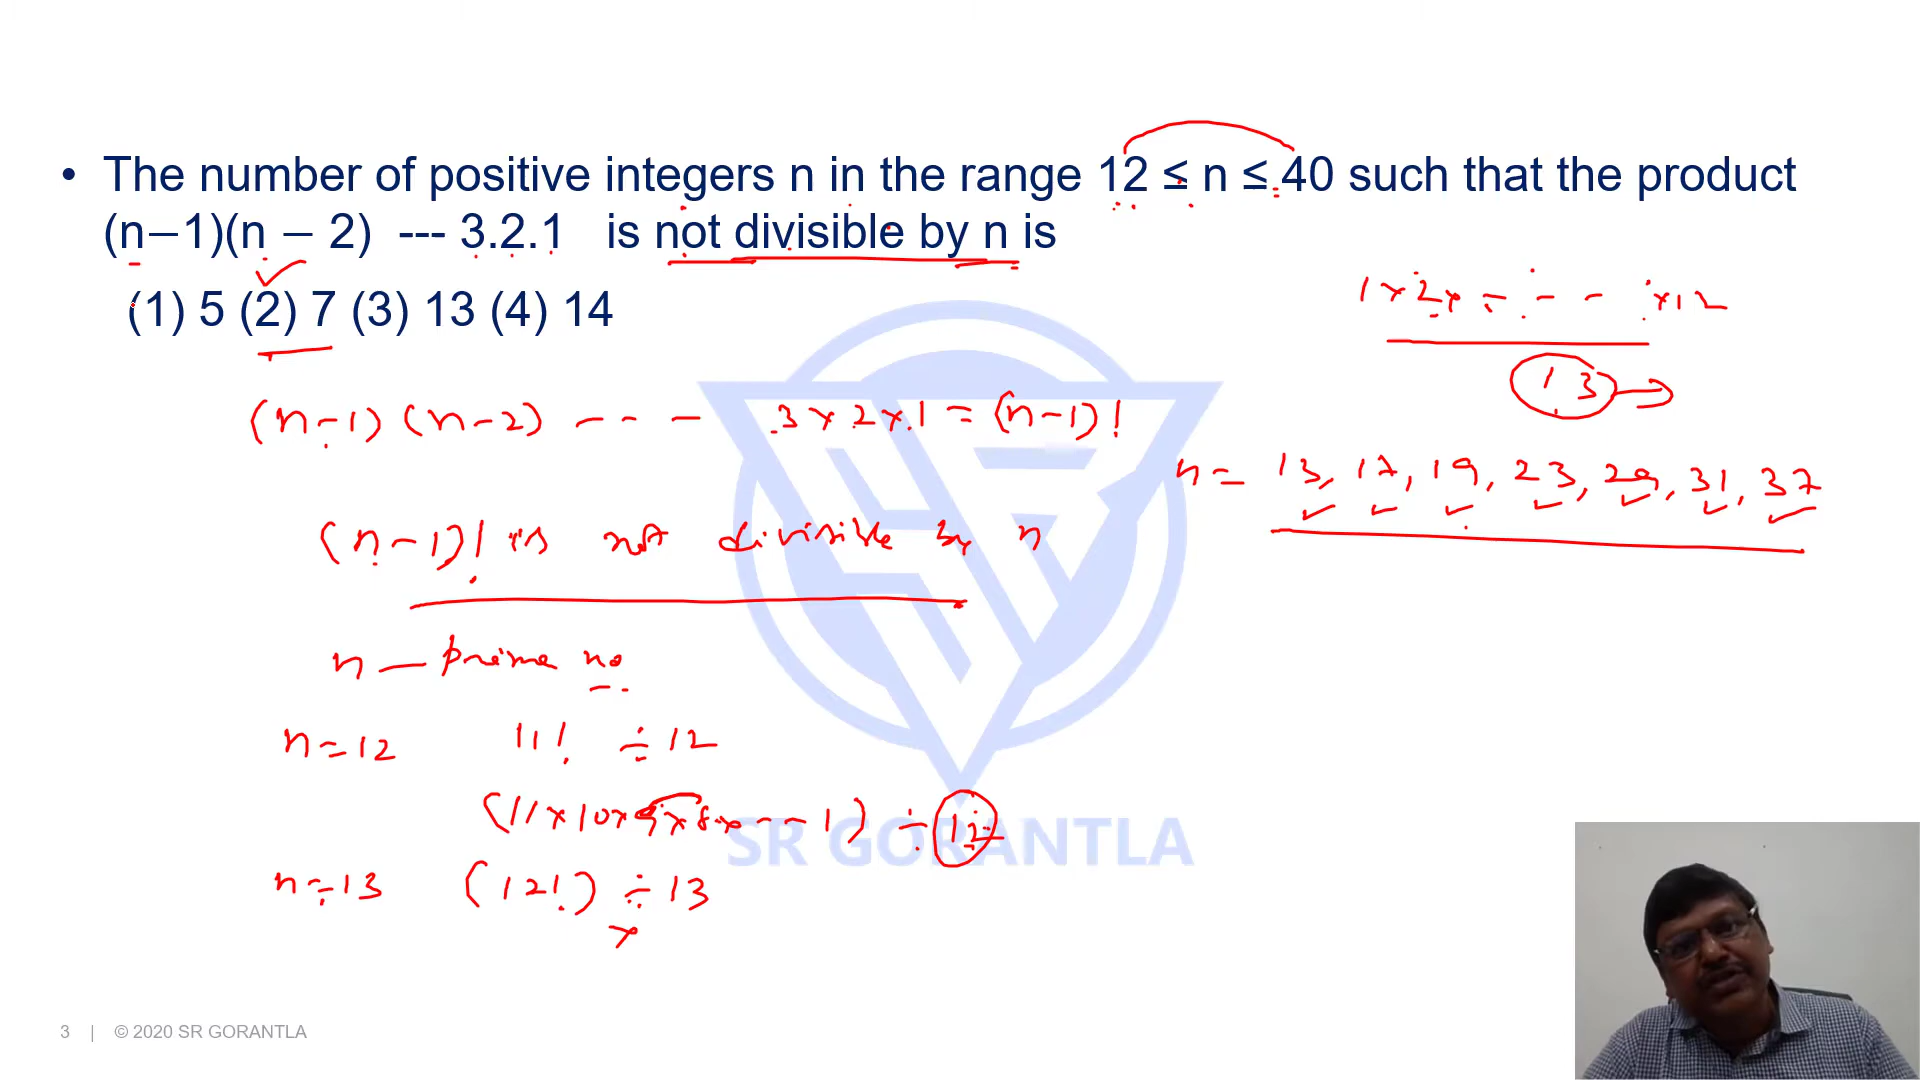 • The number of positive integers n in the range 12 ≤ n ≤ 40 such that the product
(n−1)(n − 2) --- 3.2.1 is not divisible by n is
(1) 5 (2) 7 (3) 13 (4) 14
1 × 2 × - - - × 12
13
(n-1) (n-2) - - - 3 × 2 × 1 = (n-1)!
n = 13, 17, 19, 23, 29, 31, 37
(n-1)! is not divisible by n
n — prime no
n = 12 11! ÷ 12
(11 × 10 × 9 × 8 × - - 1) ÷ 12
SR GORANTLA
n = 13 (12!) ÷ 13
×
3 | © 2020 SR GORANTLA